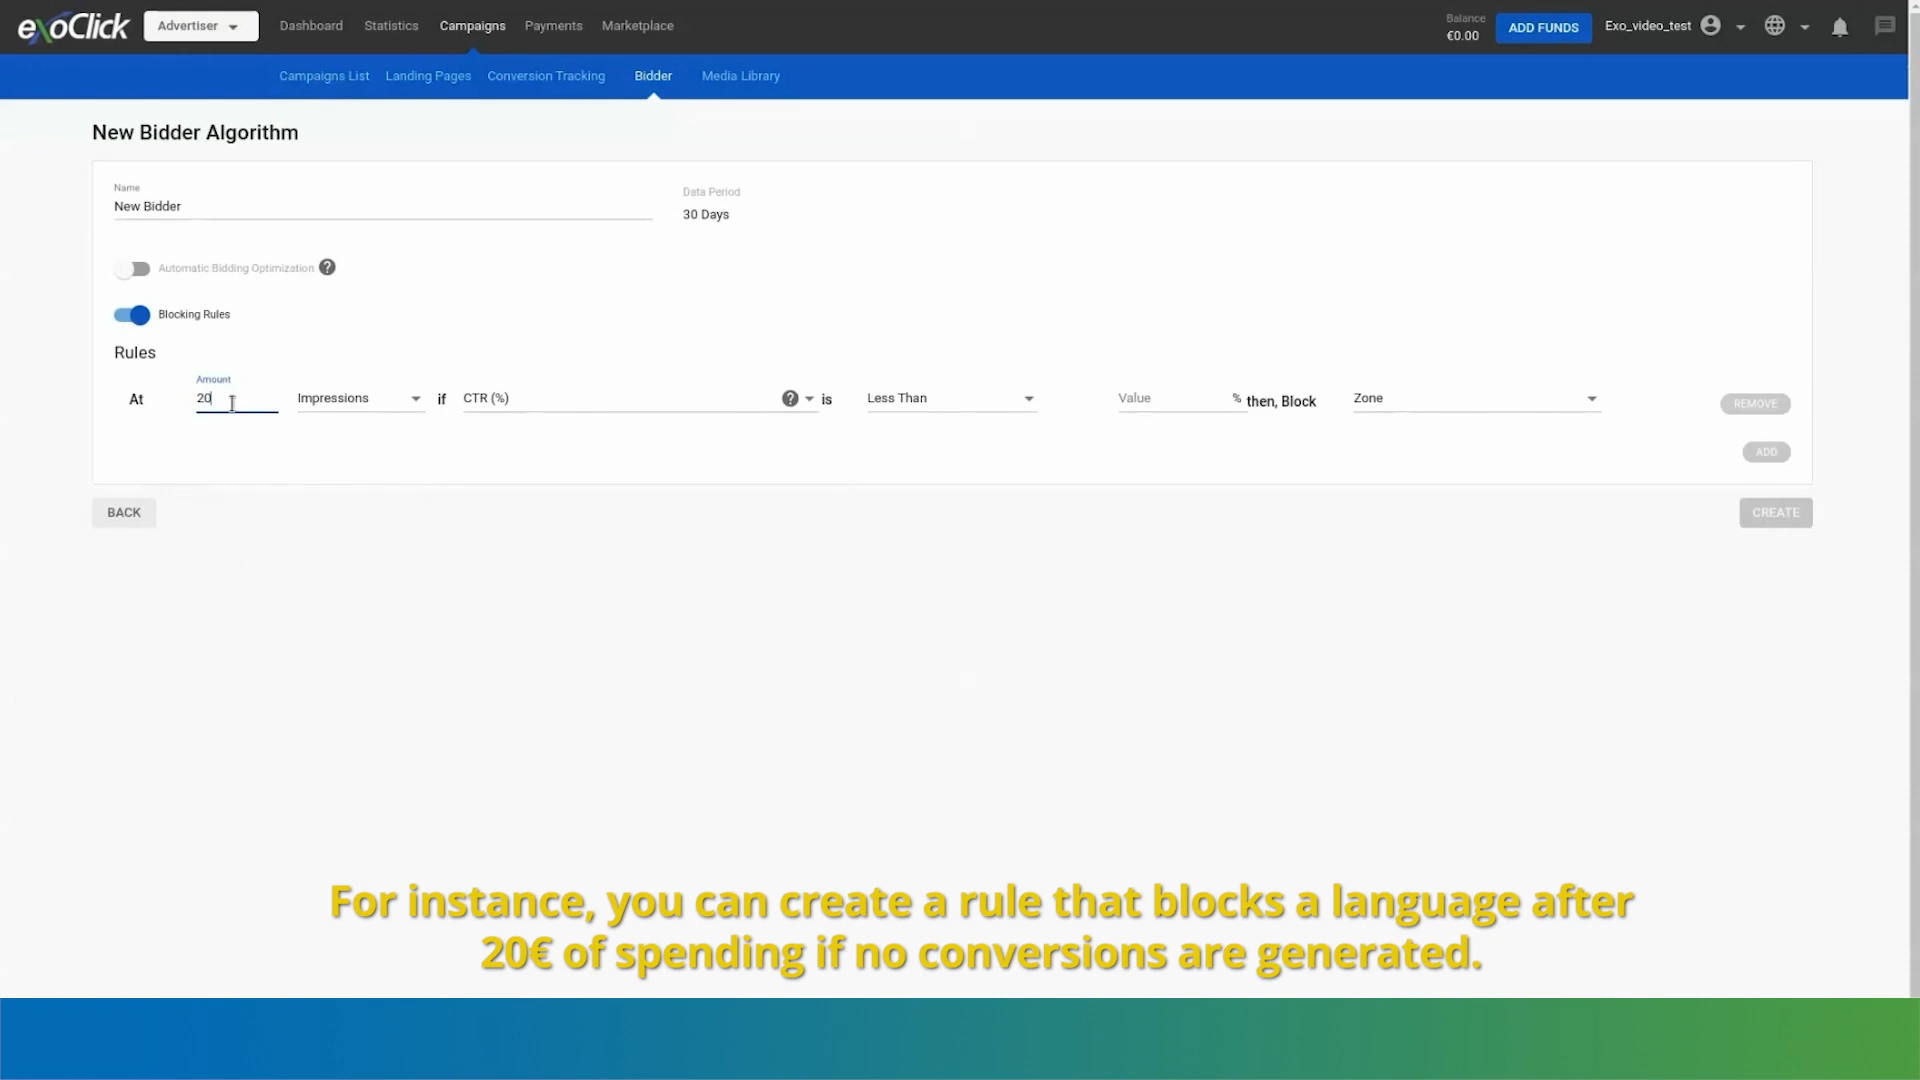 exoClick
Advertiser
Dashboard
Statistics
Campaigns
Payments
Marketplace
Balance
€0.00
ADD FUNDS
Exo_video_test
Campaigns List
Landing Pages
Conversion Tracking
Bidder
Media Library
New Bidder Algorithm
Name
New Bidder
Data Period
30 Days
Automatic Bidding Optimization ?
Blocking Rules
Rules
Amount
At 20 Impressions if CTR (%) ? is Less Than Value % then, Block Zone REMOVE
ADD
BACK
CREATE
For instance, you can create a rule that blocks a language after
20€ of spending if no conversions are generated.